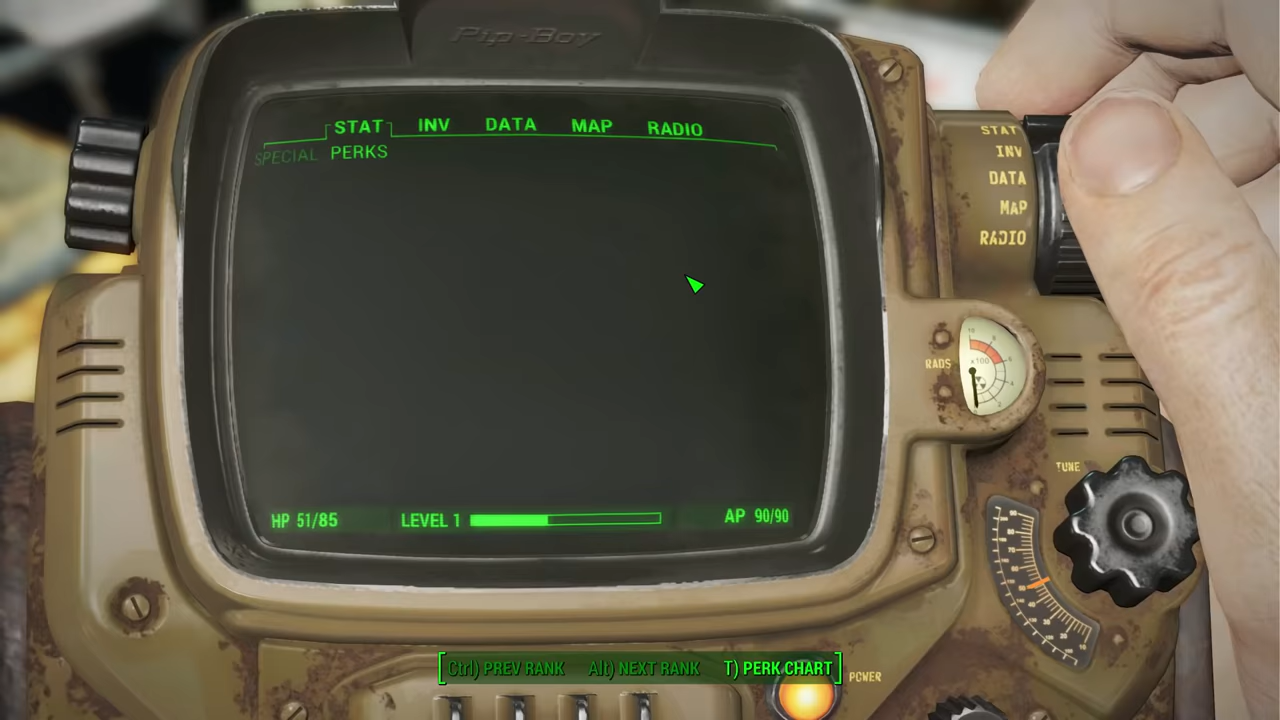 Pip-Boy
STAT INV DATA MAP RADIO
SPECIAL PERKS
HP 51/85 LEVEL 1 AP 90/90
STAT
INV
DATA
MAP
RADIO
RADS
x100
TUNE
Ctrl) PREV RANK Alt) NEXT RANK T) PERK CHART
POWER